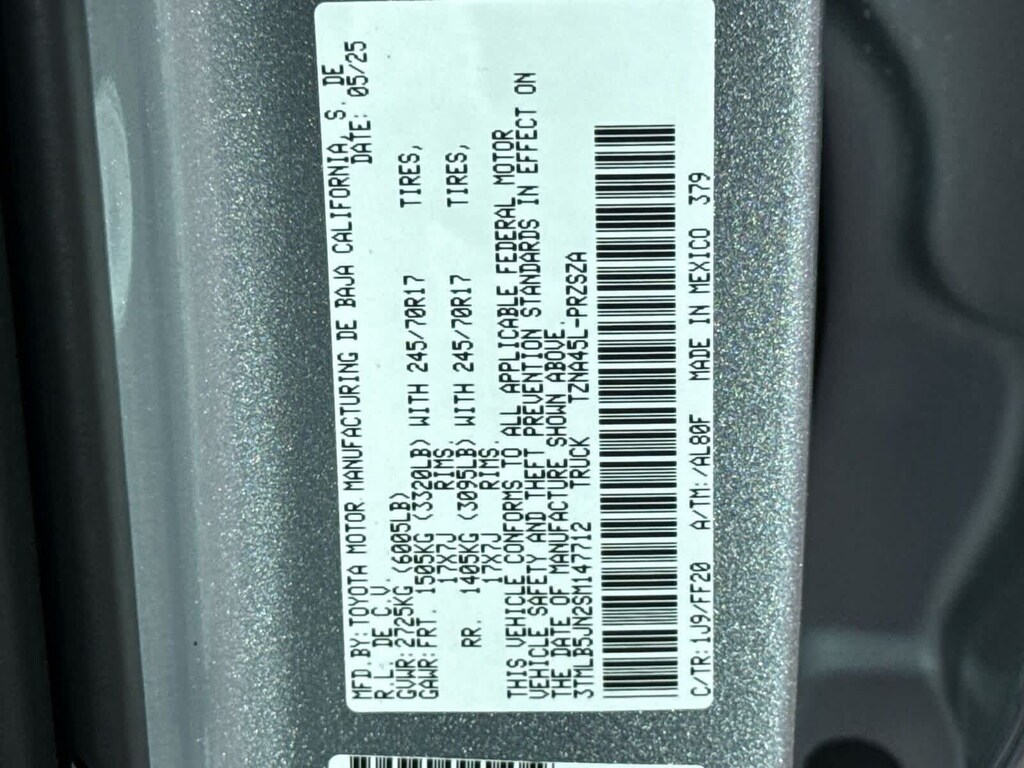 MFD.BY:TOYOTA MOTOR MANUFACTURING DE BAJA CALIFORNIA, S. DE
R.L. DE C.V. DATE: 05/25
GVWR:2725KG (6005LB)
GAWR:FRT. 1505KG (3320LB) WITH 245/70R17 TIRES,
17X7J RIMS
RR. 1405KG (3095LB) WITH 245/70R17 TIRES,
17X7J RIMS.
THIS VEHICLE CONFORMS TO ALL APPLICABLE FEDERAL MOTOR
VEHICLE SAFETY AND THEFT PREVENTION STANDARDS IN EFFECT ON
THE DATE OF MANUFACTURE SHOWN ABOVE.
3TMLB5JN2SM147712 TRUCK TZNA45L-PRZSZA
C/TR:1J9/FF20 A/TM:/AL80F MADE IN MEXICO 379